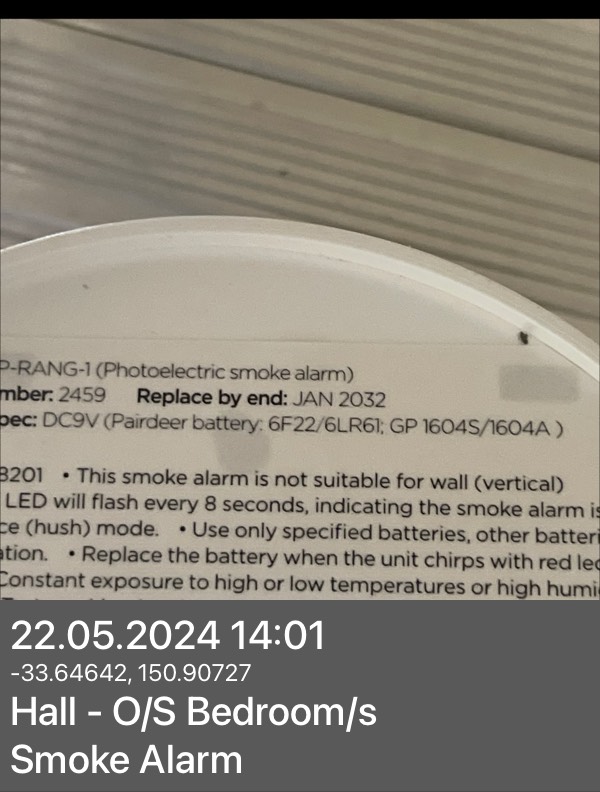 P-RANG-1 (Photoelectric smoke alarm)
mber: 2459 Replace by end: JAN 2032
pec: DC9V (Pairdeer battery: 6F22/6LR61; GP 1604S/1604A )
8201 • This smoke alarm is not suitable for wall (vertical)
LED will flash every 8 seconds, indicating the smoke alarm is
ce (hush) mode. • Use only specified batteries, other batteri
ation. • Replace the battery when the unit chirps with red led
Constant exposure to high or low temperatures or high humi
22.05.2024 14:01
-33.64642, 150.90727
Hall - O/S Bedroom/s
Smoke Alarm